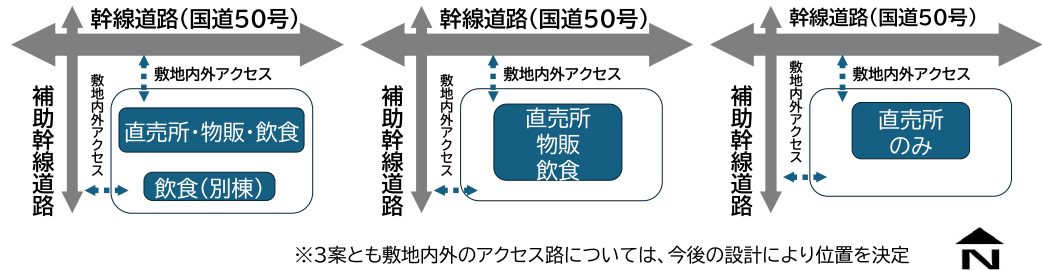 幹線道路（国道50号）
敷地内外アクセス
敷地内外アクセス
補助幹線道路
直売所・物販・飲食
飲食（別棟）
幹線道路（国道50号）
敷地内外アクセス
敷地内外アクセス
補助幹線道路
直売所
物販
飲食
幹線道路（国道50号）
敷地内外アクセス
敷地内外アクセス
補助幹線道路
直売所
のみ
※３案とも敷地内外のアクセス路については、今後の設計により位置を決定
N